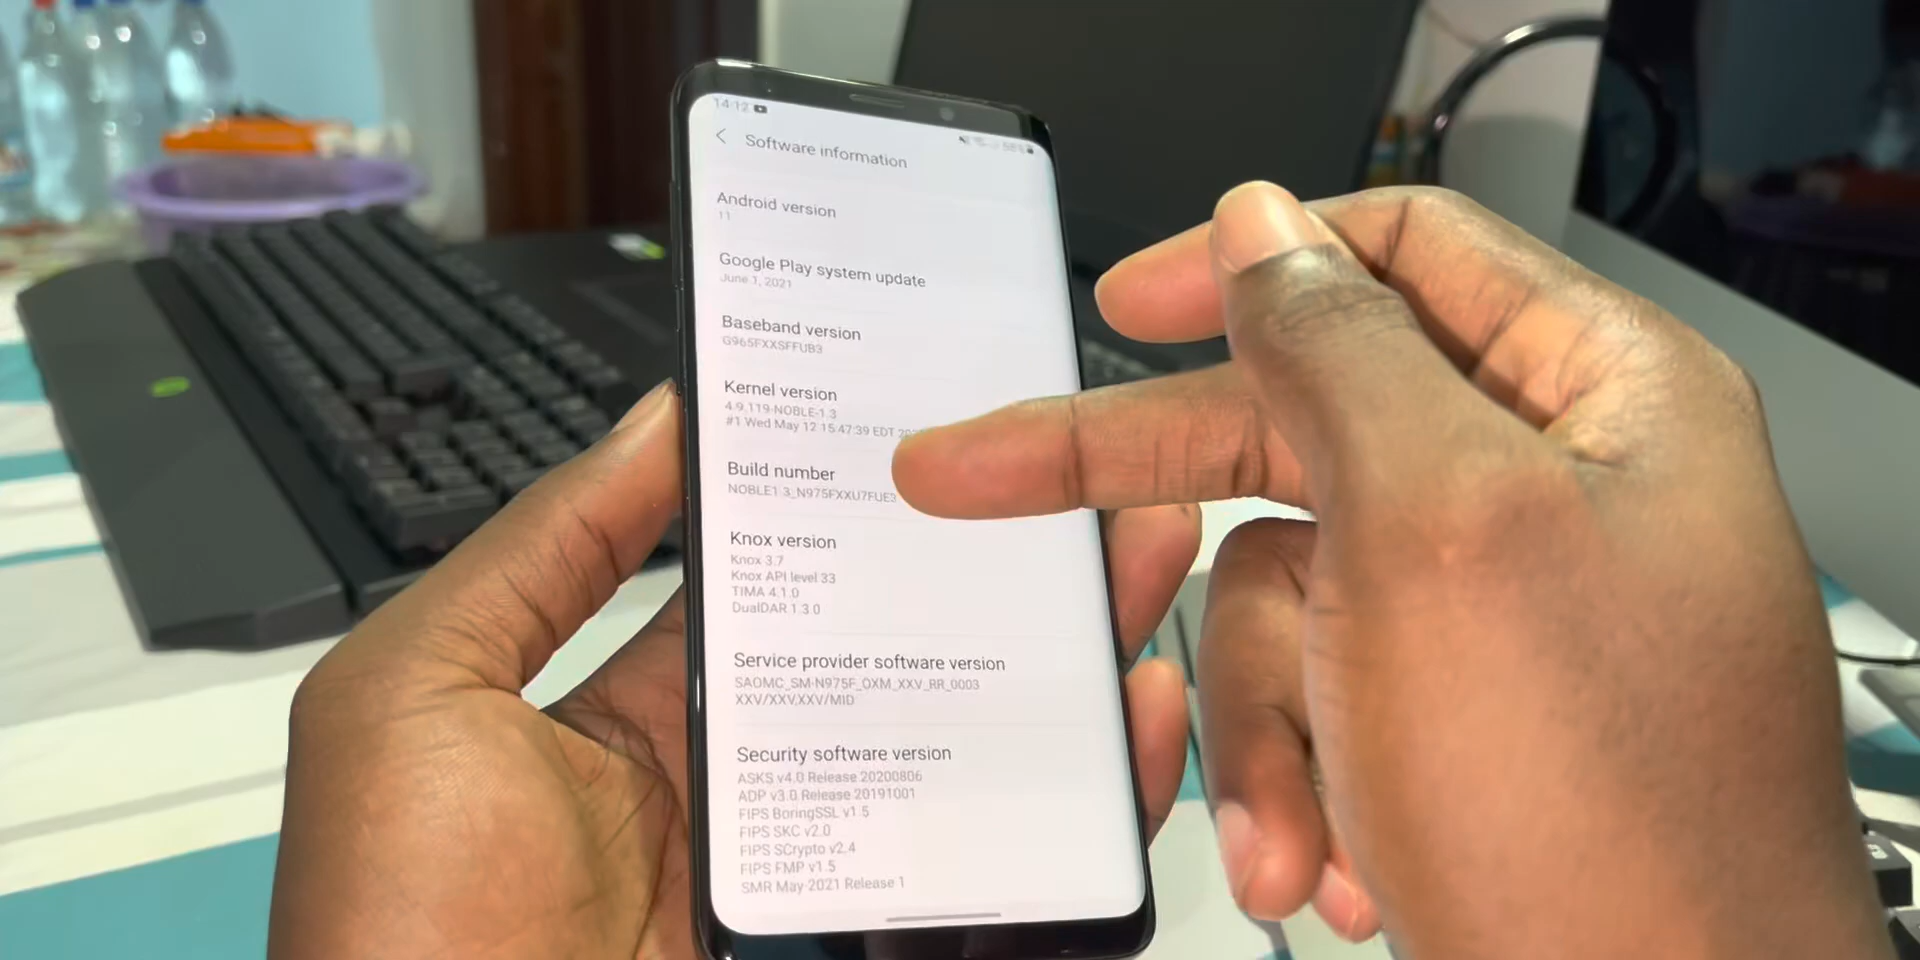 14:12
Software information
Android version
11
Google Play system update
June 1, 2021
Baseband version
G965FXXSFFUB3
Kernel version
4.9.119-NOBLE-1.3
#1 Wed May 12 15:47:39 EDT
Build number
NOBLE1.3_N975FXXU7FUE3
Knox version
Knox 3.7
Knox API level 33
TIMA 4.1.0
DualDAR 1.3.0
Service provider software version
SAOMC_SM-N975F_OXM_XXV_RR_0003
XXV/XXV,XXV/MID
Security software version
ASKS v4.0 Release 20200806
ADP v3.0 Release 20191001
FIPS BoringSSL v1.5
FIPS SKC v2.0
FIPS SCrypto v2.4
FIPS FMP v1.5
SMR May-2021 Release 1